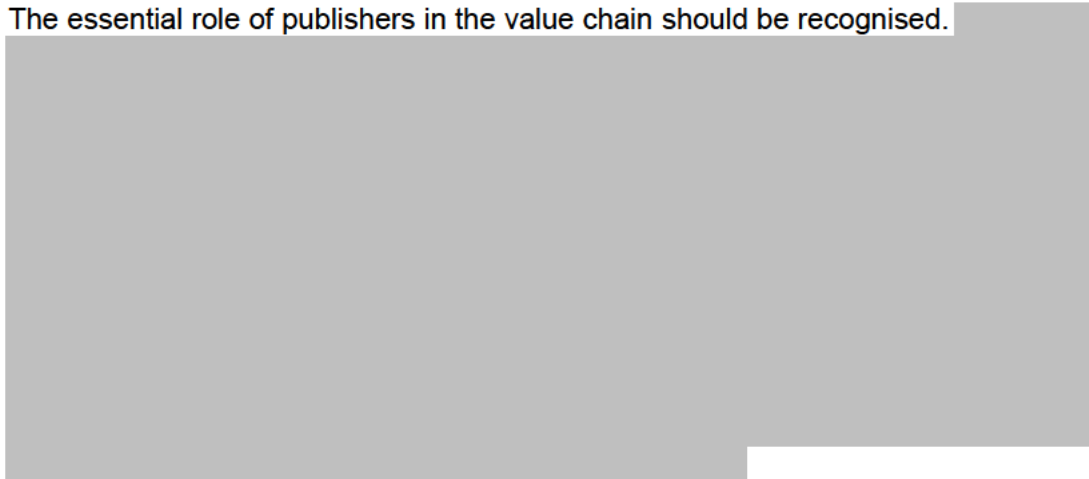 The essential role of publishers in the value chain should be recognised.